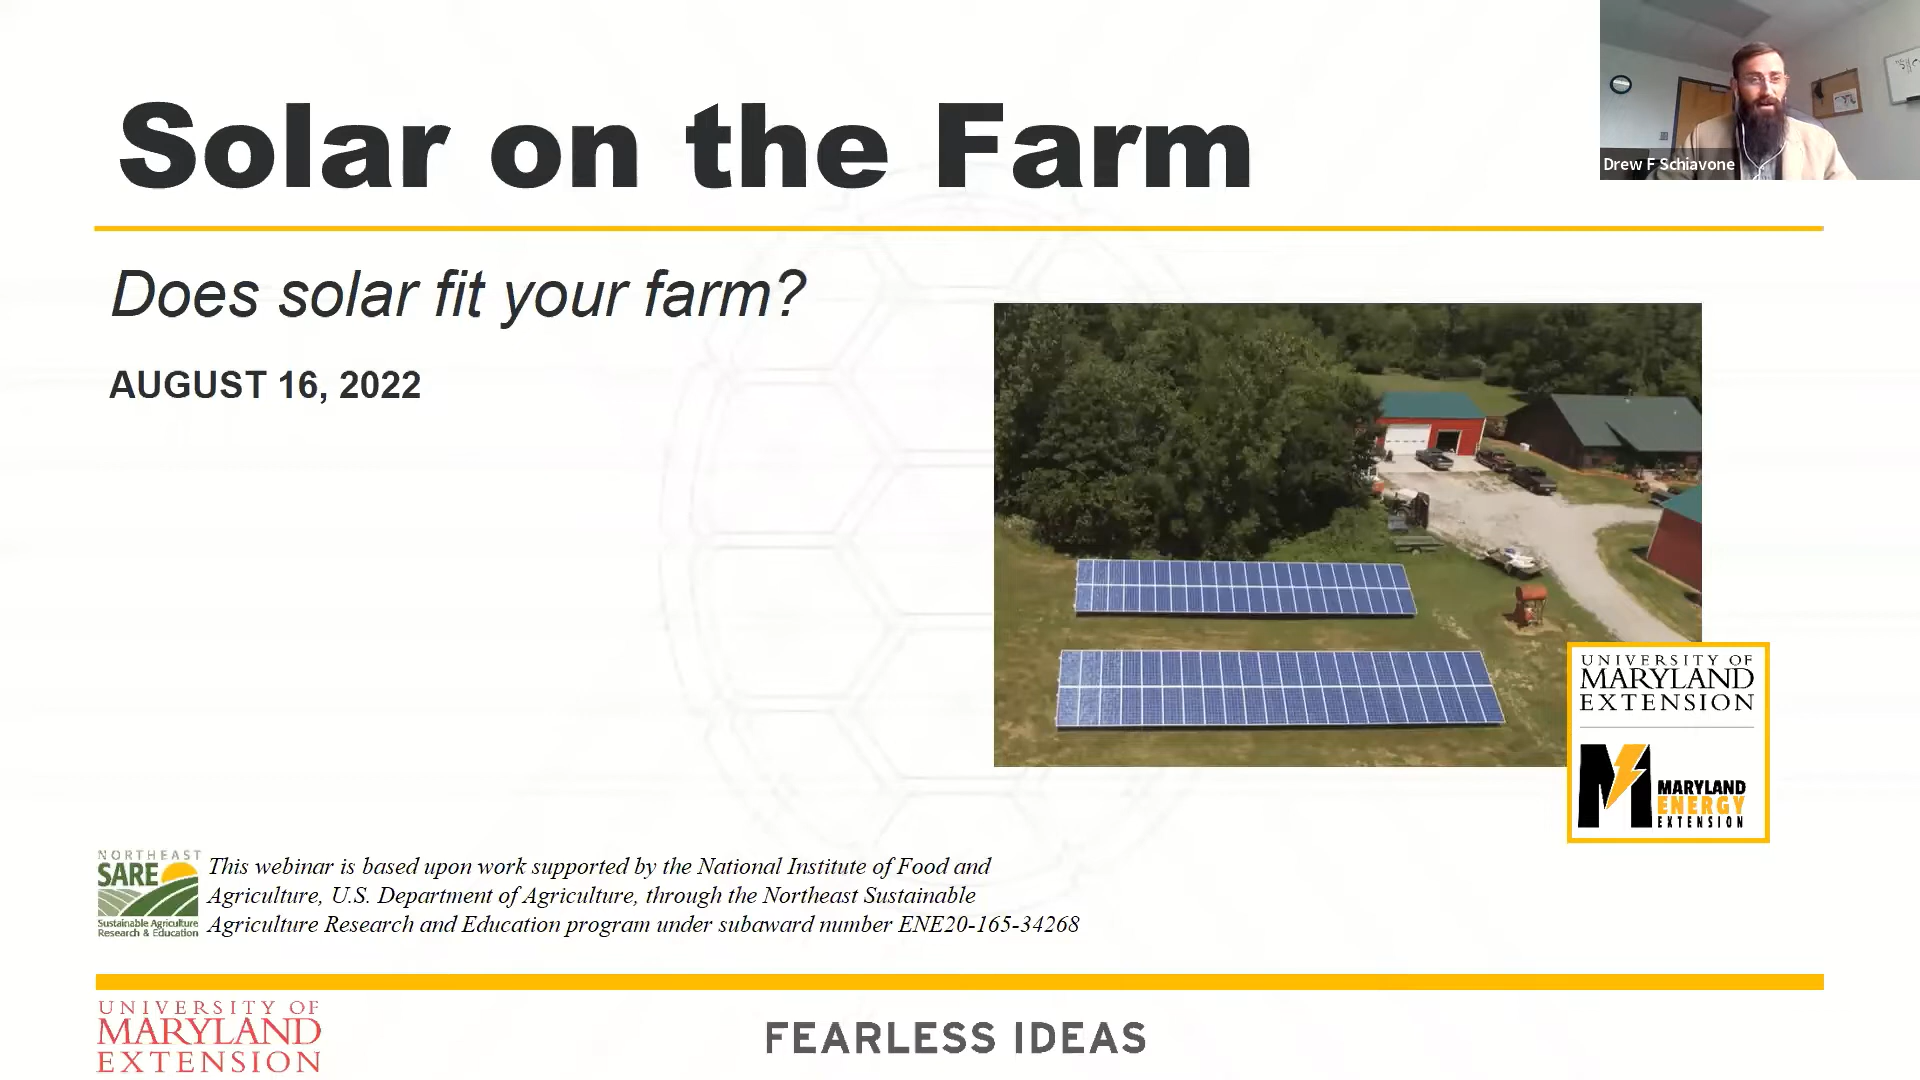 Solar on the Farm
Drew F Schiavone
Does solar fit your farm?
AUGUST 16, 2022
UNIVERSITY OF
MARYLAND
EXTENSION
MARYLAND
ENERGY
EXTENSION
NORTHEAST
SARE
Sustainable Agriculture
Research & Education
This webinar is based upon work supported by the National Institute of Food and
Agriculture, U.S. Department of Agriculture, through the Northeast Sustainable
Agriculture Research and Education program under subaward number ENE20-165-34268
UNIVERSITY OF
MARYLAND
EXTENSION
FEARLESS IDEAS